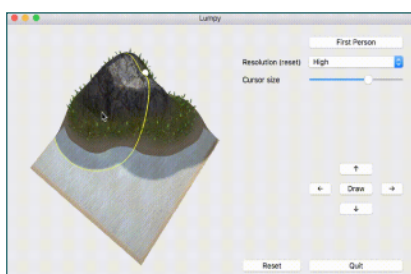 Lumpy
First Person
Resolution (reset) High
Cursor size
↑
← Draw →
↓
Reset Quit